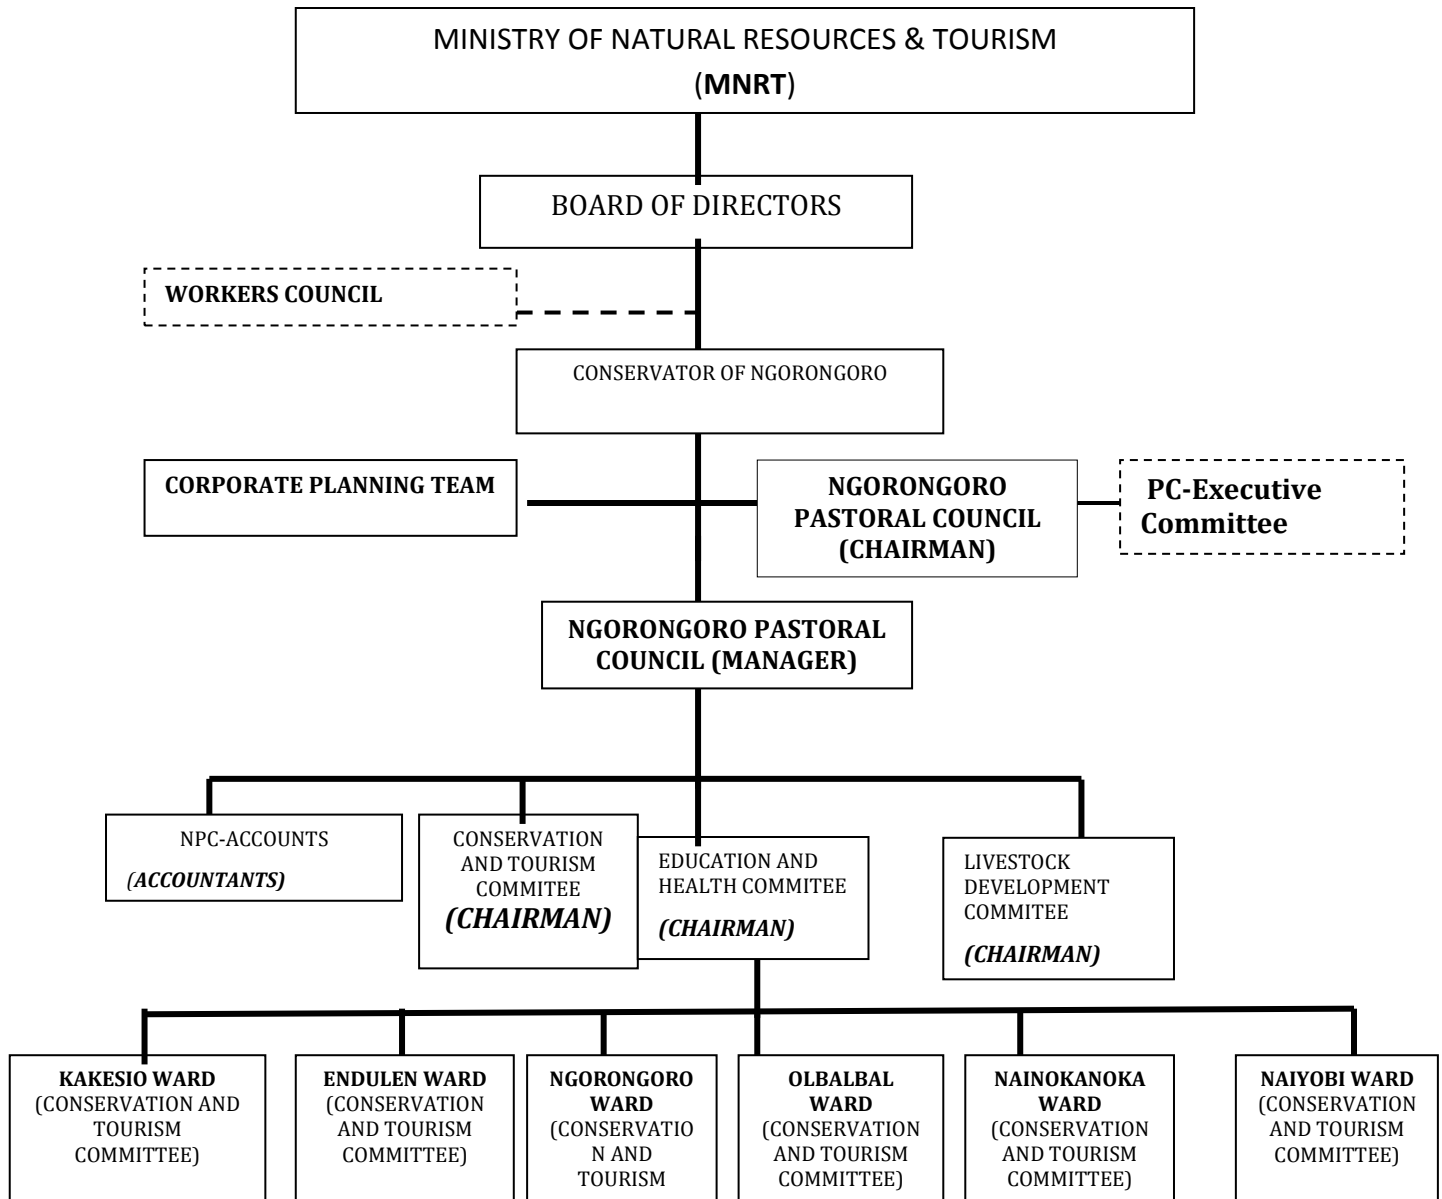 MINISTRY OF NATURAL RESOURCES & TOURISM
(MNRT)
BOARD OF DIRECTORS
WORKERS COUNCIL
CONSERVATOR OF NGORONGORO
CORPORATE PLANNING TEAM
NGORONGORO
PASTORAL COUNCIL
(CHAIRMAN)
PC-Executive
Committee
NGORONGORO PASTORAL
COUNCIL (MANAGER)
NPC-ACCOUNTS
(ACCOUNTANTS)
CONSERVATION
AND TOURISM
COMMITEE
(CHAIRMAN)
EDUCATION AND
HEALTH COMMITEE
(CHAIRMAN)
LIVESTOCK
DEVELOPMENT
COMMITEE
(CHAIRMAN)
KAKESIO WARD
(CONSERVATION AND
TOURISM
COMMITTEE)
ENDULEN WARD
(CONSERVATION
AND TOURISM
COMMITTEE)
NGORONGORO
WARD
(CONSERVATIO
N AND
TOURISM
OLBALBAL
WARD
(CONSERVATION
AND TOURISM
COMMITTEE)
NAINOKANOKA
WARD
(CONSERVATION
AND TOURISM
COMMITTEE)
NAIYOBI WARD
(CONSERVATION
AND TOURISM
COMMITTEE)